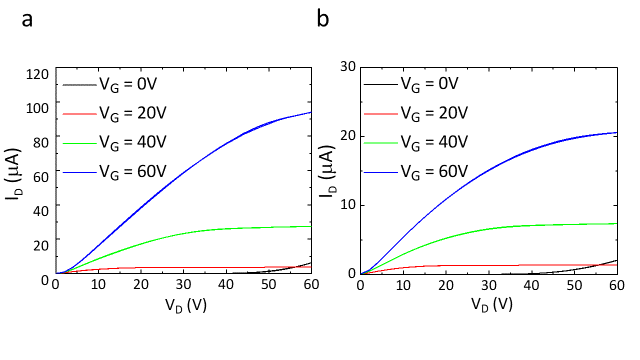 a
120
100
80
60
40
20
0
I_D (μA)
V_G = 0V
V_G = 20V
V_G = 40V
V_G = 60V
0 10 20 30 40 50 60
V_D (V)
b
30
20
10
0
I_D (μA)
V_G = 0V
V_G = 20V
V_G = 40V
V_G = 60V
0 10 20 30 40 50 60
V_D (V)